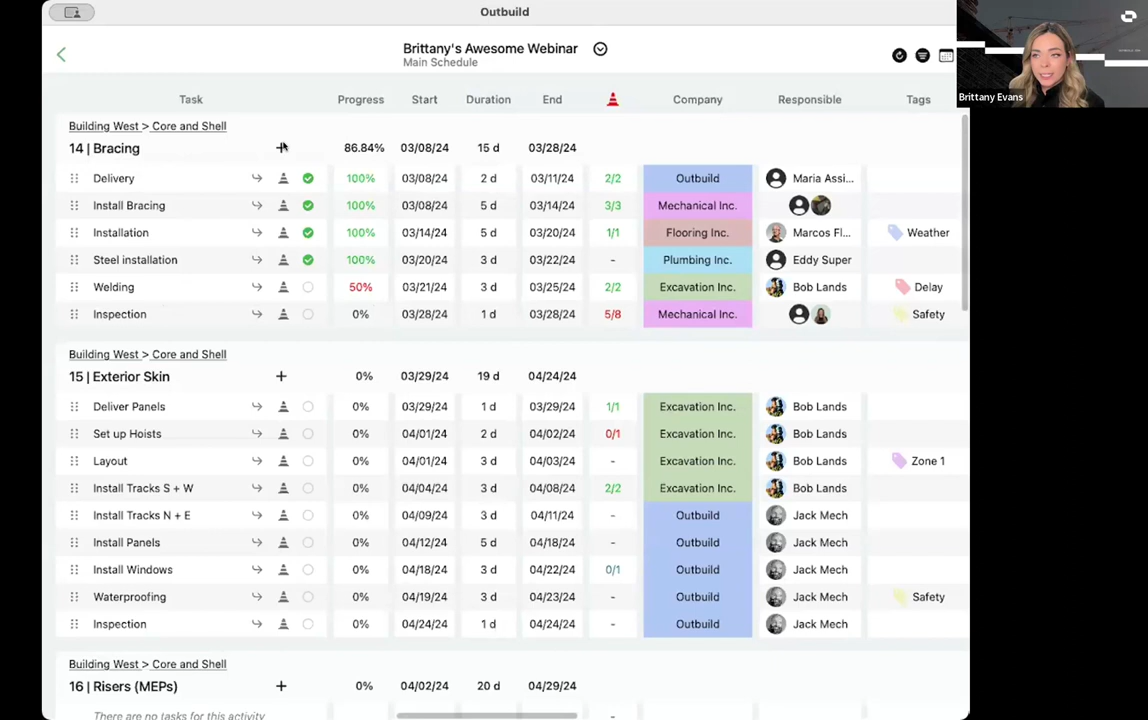 Outbuild
Brittany's Awesome Webinar
Main Schedule
Brittany Evans
Task Progress Start Duration End Company Responsible Tags
Building West > Core and Shell
14 | Bracing 86.84% 03/08/24 15 d 03/28/24
Delivery 100% 03/08/24 2 d 03/11/24 2/2 Outbuild Maria Assi...
Install Bracing 100% 03/08/24 5 d 03/14/24 3/3 Mechanical Inc.
Installation 100% 03/14/24 5 d 03/20/24 1/1 Flooring Inc. Marcos Fl... Weather
Steel installation 100% 03/20/24 3 d 03/22/24 - Plumbing Inc. Eddy Super
Welding 50% 03/21/24 3 d 03/25/24 2/2 Excavation Inc. Bob Lands Delay
Inspection 0% 03/28/24 1 d 03/28/24 5/8 Mechanical Inc. Safety
Building West > Core and Shell
15 | Exterior Skin 0% 03/29/24 19 d 04/24/24
Deliver Panels 0% 03/29/24 1 d 03/29/24 1/1 Excavation Inc. Bob Lands
Set up Hoists 0% 04/01/24 2 d 04/02/24 0/1 Excavation Inc. Bob Lands
Layout 0% 04/01/24 3 d 04/03/24 - Excavation Inc. Bob Lands Zone 1
Install Tracks S + W 0% 04/04/24 3 d 04/08/24 2/2 Excavation Inc. Bob Lands
Install Tracks N + E 0% 04/09/24 3 d 04/11/24 - Outbuild Jack Mech
Install Panels 0% 04/12/24 5 d 04/18/24 - Outbuild Jack Mech
Install Windows 0% 04/18/24 3 d 04/22/24 0/1 Outbuild Jack Mech
Waterproofing 0% 04/19/24 3 d 04/23/24 - Outbuild Jack Mech Safety
Inspection 0% 04/24/24 1 d 04/24/24 - Outbuild Jack Mech
Building West > Core and Shell
16 | Risers (MEPs) 0% 04/02/24 20 d 04/29/24
There are no tasks for this activity -